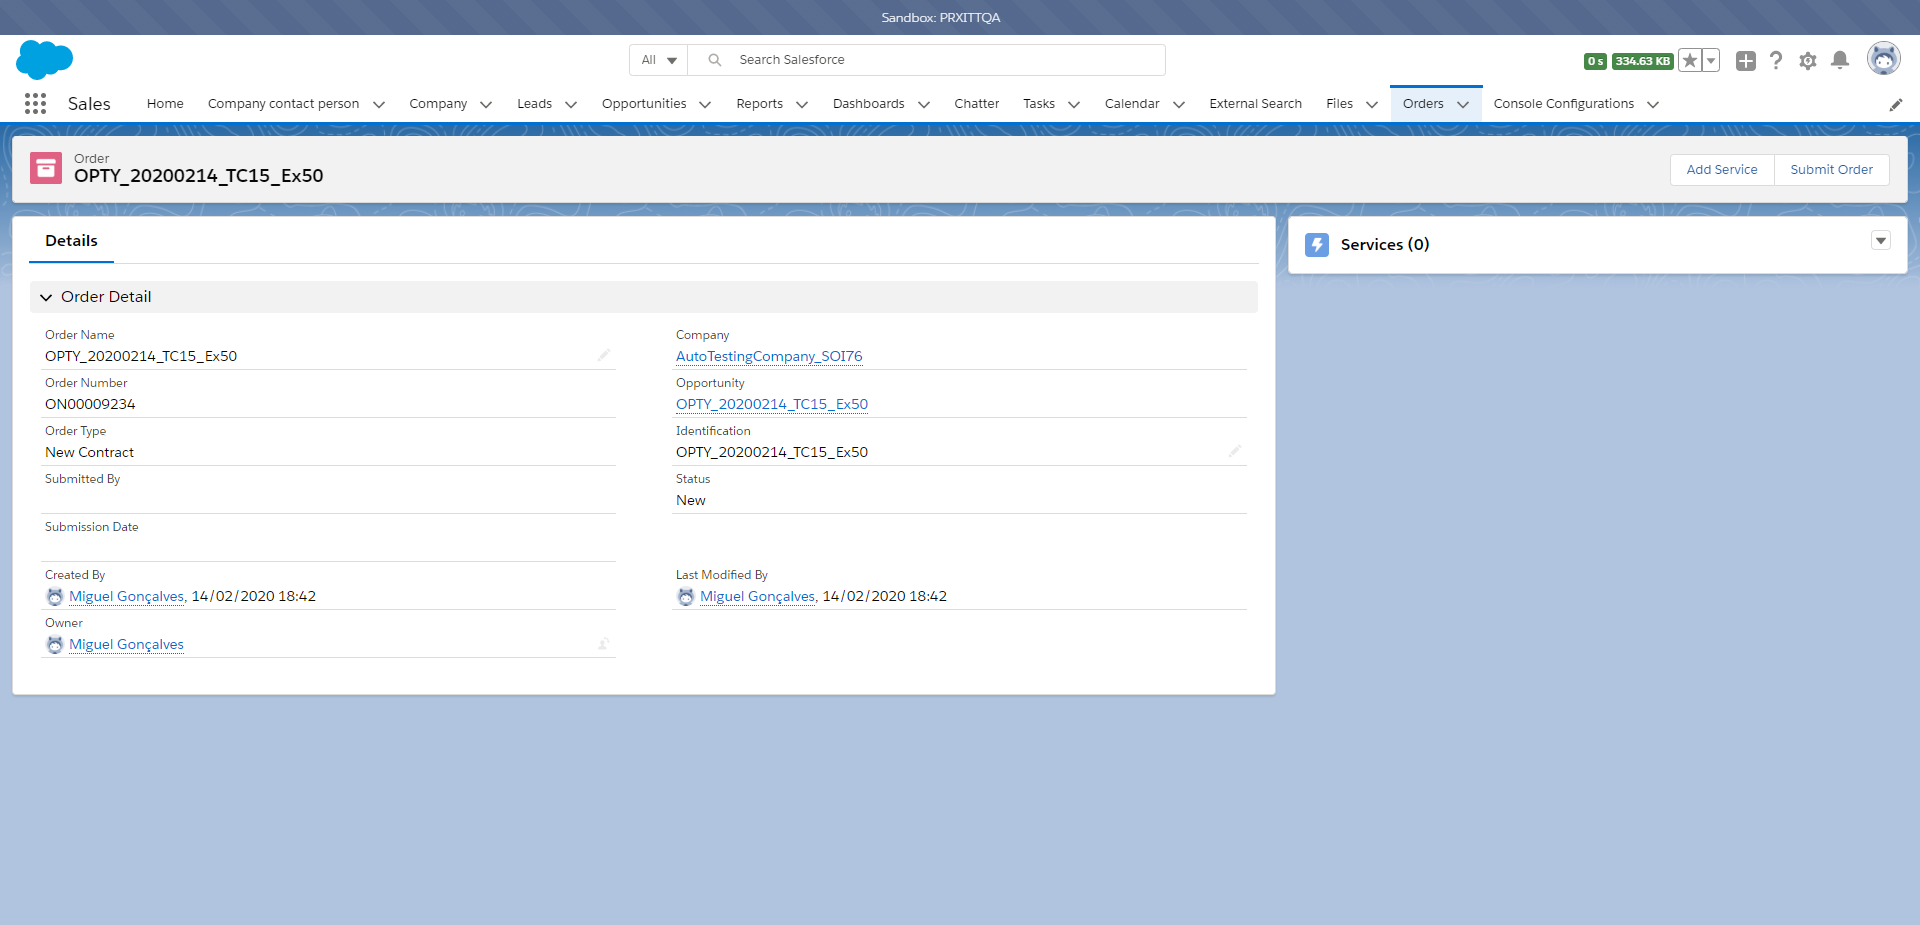 Sandbox: PRXITTQA
All
Search Salesforce
0 s
334.63 KB
Sales
Home
Company contact person
Company
Leads
Opportunities
Reports
Dashboards
Chatter
Tasks
Calendar
External Search
Files
Orders
Console Configurations
Order
OPTY_20200214_TC15_Ex50
Add Service
Submit Order
Details
Order Detail
Order Name
OPTY_20200214_TC15_Ex50
Order Number
ON00009234
Order Type
New Contract
Submitted By
Submission Date
Created By
Miguel Gonçalves, 14/02/2020 18:42
Owner
Miguel Gonçalves
Company
AutoTestingCompany_SOI76
Opportunity
OPTY_20200214_TC15_Ex50
Identification
OPTY_20200214_TC15_Ex50
Status
New
Last Modified By
Miguel Gonçalves, 14/02/2020 18:42
Services (0)